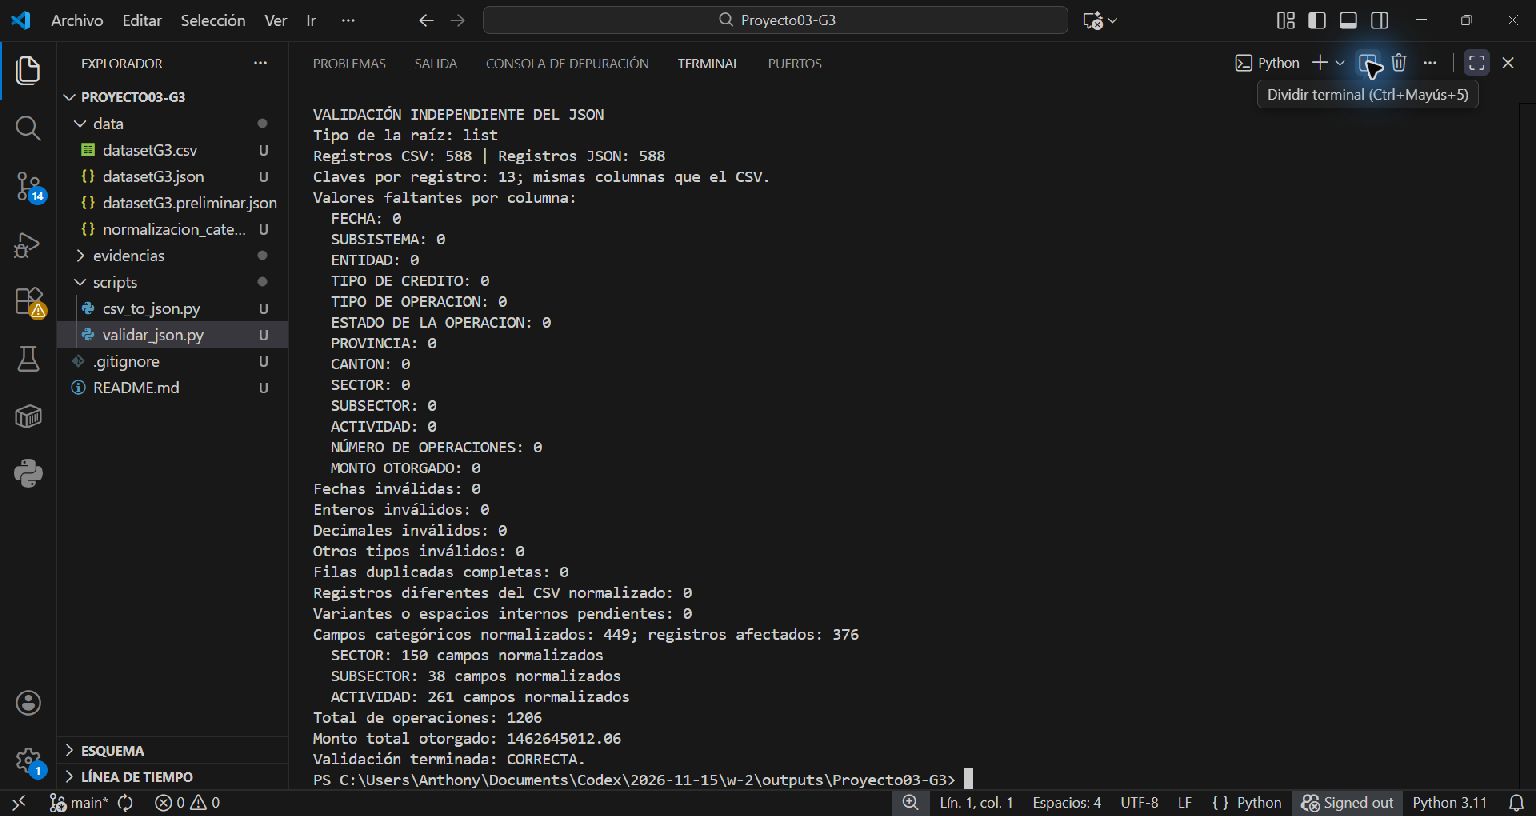 Archivo Editar Selección Ver Ir ···
Proyecto03-G3
EXPLORADOR ···
PROBLEMAS SALIDA CONSOLA DE DEPURACIÓN TERMINAL PUERTOS
Python
Dividir terminal (Ctrl+Mayús+5)
PROYECTO03-G3
data
datasetG3.csv U
datasetG3.json U
datasetG3.preliminar.json
normalizacion_cate... U
evidencias
scripts
csv_to_json.py U
validar_json.py U
.gitignore U
README.md U
14
1
ESQUEMA
LÍNEA DE TIEMPO
VALIDACIÓN INDEPENDIENTE DEL JSON
Tipo de la raíz: list
Registros CSV: 588 | Registros JSON: 588
Claves por registro: 13; mismas columnas que el CSV.
Valores faltantes por columna:
FECHA: 0
SUBSISTEMA: 0
ENTIDAD: 0
TIPO DE CREDITO: 0
TIPO DE OPERACION: 0
ESTADO DE LA OPERACION: 0
PROVINCIA: 0
CANTON: 0
SECTOR: 0
SUBSECTOR: 0
ACTIVIDAD: 0
NÚMERO DE OPERACIONES: 0
MONTO OTORGADO: 0
Fechas inválidas: 0
Enteros inválidos: 0
Decimales inválidos: 0
Otros tipos inválidos: 0
Filas duplicadas completas: 0
Registros diferentes del CSV normalizado: 0
Variantes o espacios internos pendientes: 0
Campos categóricos normalizados: 449; registros afectados: 376
SECTOR: 150 campos normalizados
SUBSECTOR: 38 campos normalizados
ACTIVIDAD: 261 campos normalizados
Total de operaciones: 1206
Monto total otorgado: 1462645012.06
Validación terminada: CORRECTA.
PS C:\Users\Anthony\Documents\Codex\2026-11-15\w-2\outputs\Proyecto03-G3>
main* 0 0 Lín. 1, col. 1 Espacios: 4 UTF-8 LF {} Python Signed out Python 3.11